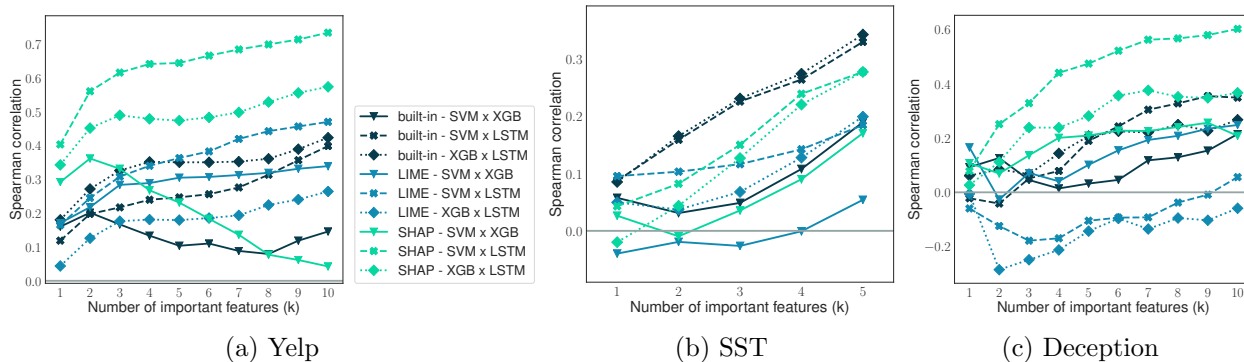 Spearman correlation
0.7
0.6
0.5
0.4
0.3
0.2
0.1
0.0
1 2 3 4 5 6 7 8 9 10
Number of important features (k)
(a) Yelp
built-in - SVM x XGB
built-in - SVM x LSTM
built-in - XGB x LSTM
LIME - SVM x XGB
LIME - SVM x LSTM
LIME - XGB x LSTM
SHAP - SVM x XGB
SHAP - SVM x LSTM
SHAP - XGB x LSTM
Spearman correlation
0.3
0.2
0.1
0.0
1 2 3 4 5
Number of important features (k)
(b) SST
Spearman correlation
0.6
0.4
0.2
0.0
−0.2
1 2 3 4 5 6 7 8 9 10
Number of important features (k)
(c) Deception